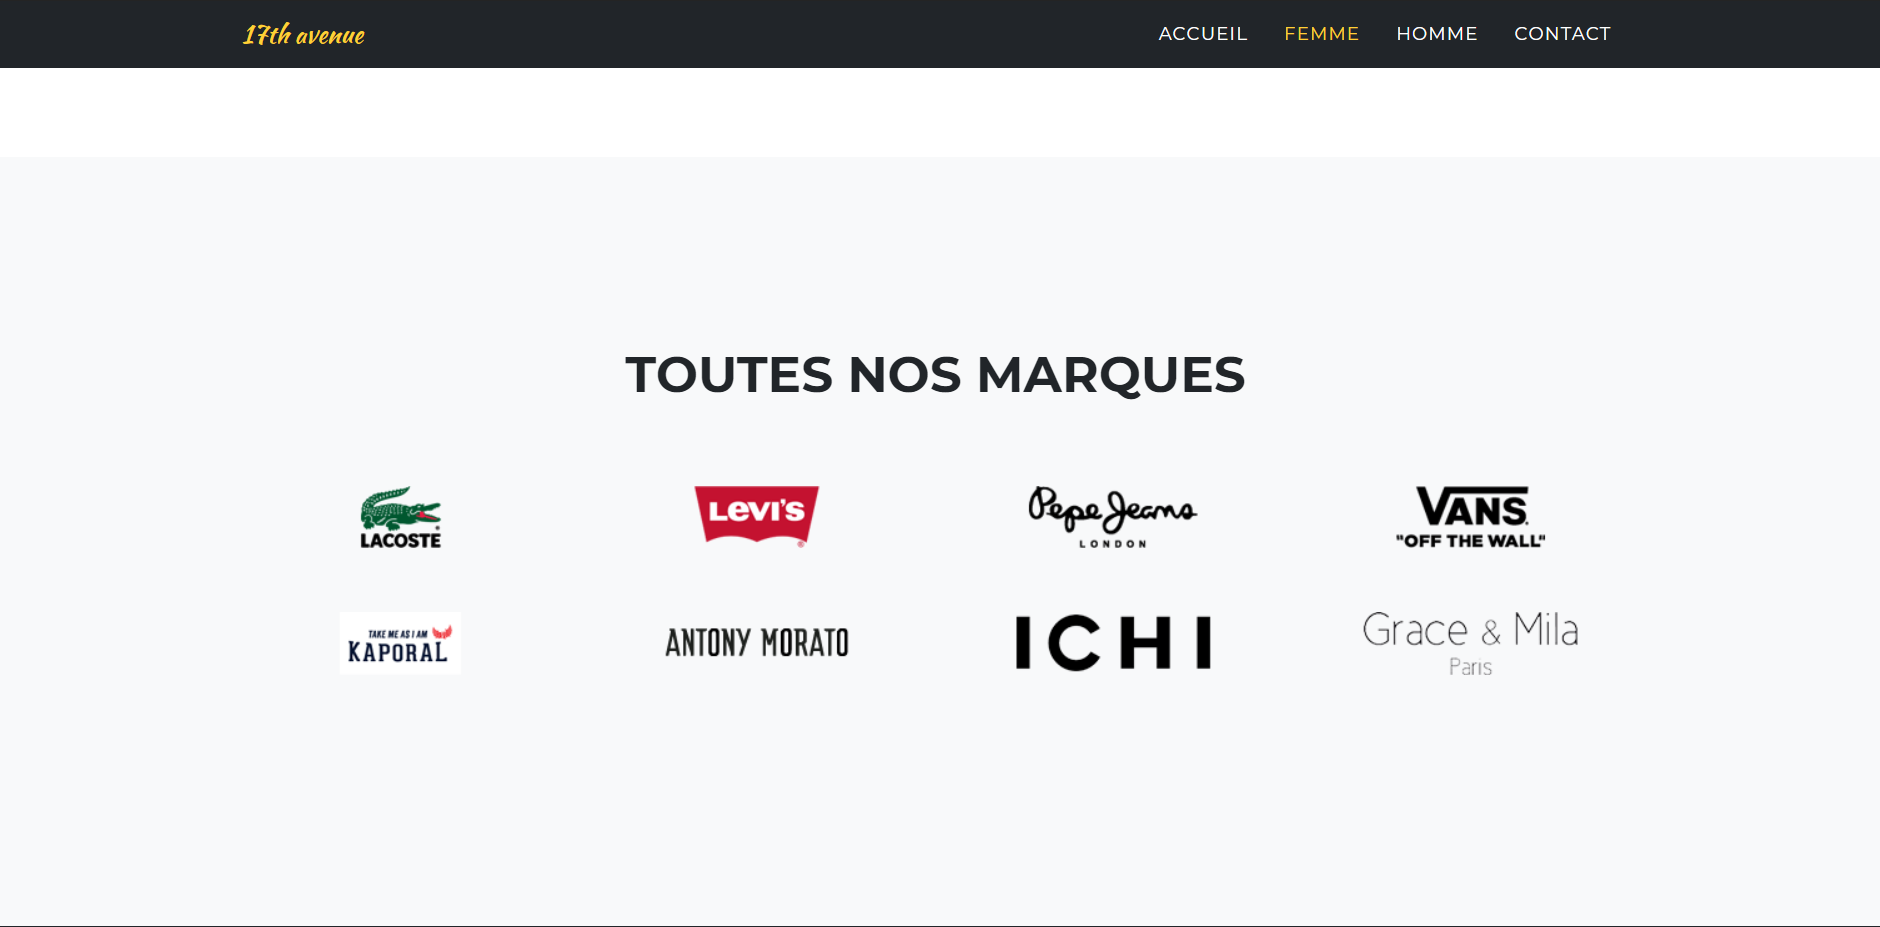 17th avenue
ACCUEIL FEMME HOMME CONTACT
TOUTES NOS MARQUES
LACOSTE
LEVI'S ®
Pepe Jeans
LONDON
VANS
"OFF THE WALL"
TAKE ME AS I AM
KAPORAL
ANTONY MORATO
ICHI
Grace & Mila
Paris